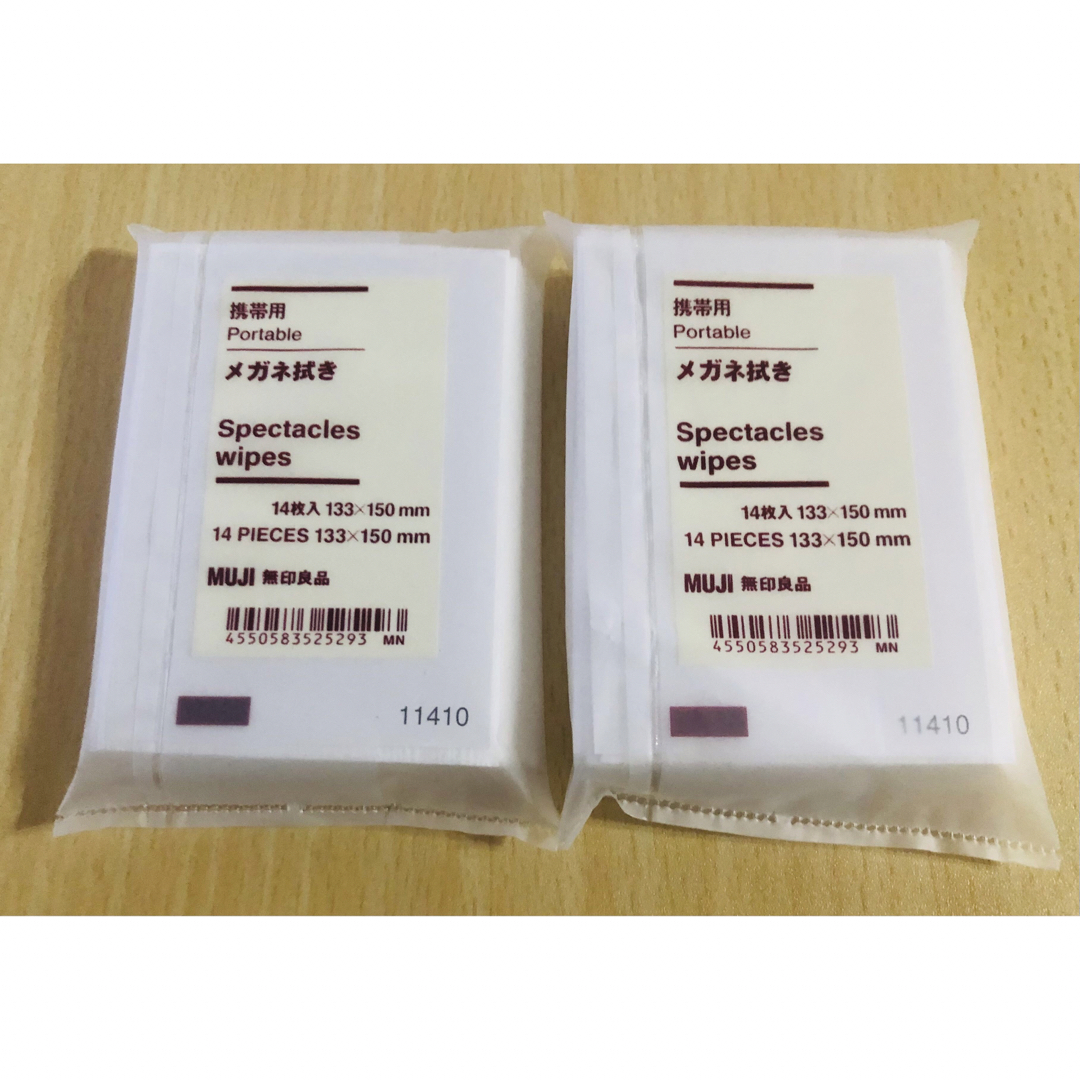 携帯用
Portable
メガネ拭き
Spectacles
wipes
14枚入 133×150 mm
14 PIECES 133×150 mm
MUJI 無印良品
4550583525293 MN
11410
携帯用
Portable
メガネ拭き
Spectacles
wipes
14枚入 133×150 mm
14 PIECES 133×150 mm
MUJI 無印良品
4550583525293 MN
11410